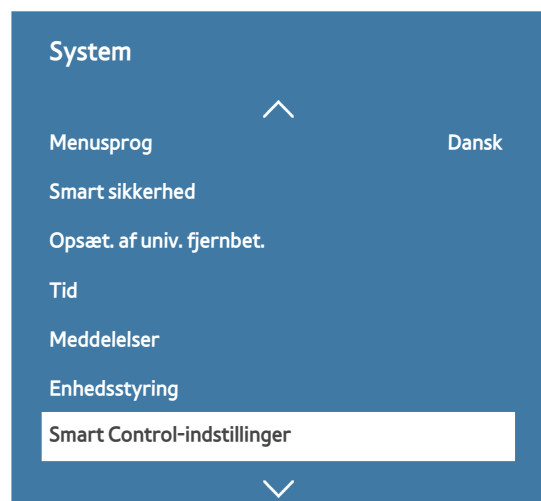 System
Menusprog Dansk
Smart sikkerhed
Opsæt. af univ. fjernbet.
Tid
Meddelelser
Enhedsstyring
Smart Control-indstillinger